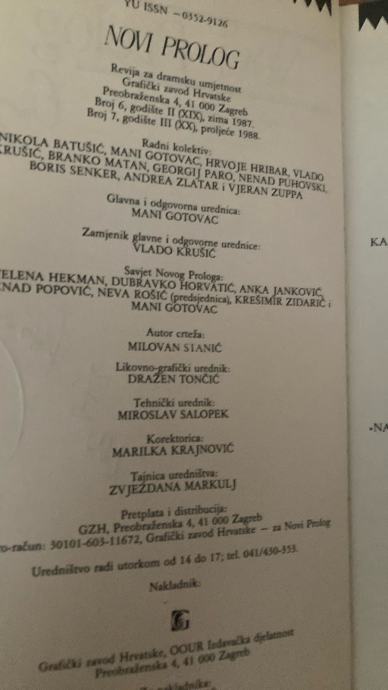 YU ISSN –0352-9126
NOVI PROLOG
Revija za dramsku umjetnost
Grafički zavod Hrvatske
Preobraženska 4, 41 000 Zagreb
Broj 6, godište II (XIX), zima 1987.
Broj 7, godište III (XX), proljeće 1988.
Radni kolektiv:
NIKOLA BATUŠIĆ, MANI GOTOVAC, HRVOJE HRIBAR, VLADO
KRUŠIĆ, BRANKO MATAN, GEORGIJ PARO, NENAD PUHOVSKI,
BORIS SENKER, ANDREA ZLATAR i VJERAN ZUPPA
Glavna i odgovorna urednica:
MANI GOTOVAC
Zamjenik glavne i odgovorne urednice:
VLADO KRUŠIĆ
Savjet Novog Prologa:
ELENA HEKMAN, DUBRAVKO HORVATIĆ, ANKA JANKOVIĆ,
NAD POPOVIĆ, NEVA ROŠIĆ (predsjednica), KREŠIMIR ZIDARIĆ i
MANI GOTOVAC
Autor crteža:
MILOVAN STANIĆ
Likovno-grafički urednik:
DRAŽEN TONČIĆ
Tehnički urednik:
MIROSLAV SALOPEK
Korektorica:
MARILKA KRAJNOVIĆ
Tajnica uredništva:
ZVJEZDANA MARKULJ
Pretplata i distribucija:
GZH, Preobraženska 4, 41 000 Zagreb
o-račun: 30101-603-11672, Grafički zavod Hrvatske — za Novi Prolog
Uredništvo radi utorkom od 14 do 17; tel. 041/430-353.
Nakladnik:
Grafički zavod Hrvatske, OOUR Izdavačka djelatnost
Preobraženska 4, 41 000 Zagreb
nakladnika:
KA
•NA